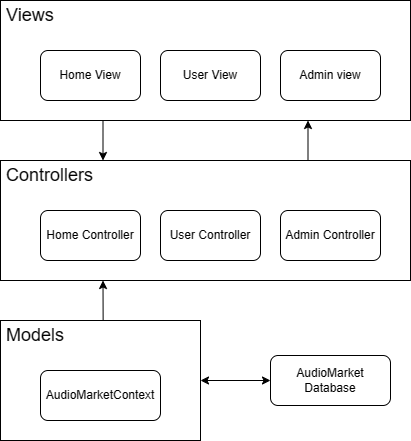 Views
Home View
User View
Admin view
Controllers
Home Controller
User Controller
Admin Controller
Models
AudioMarketContext
AudioMarket
Database